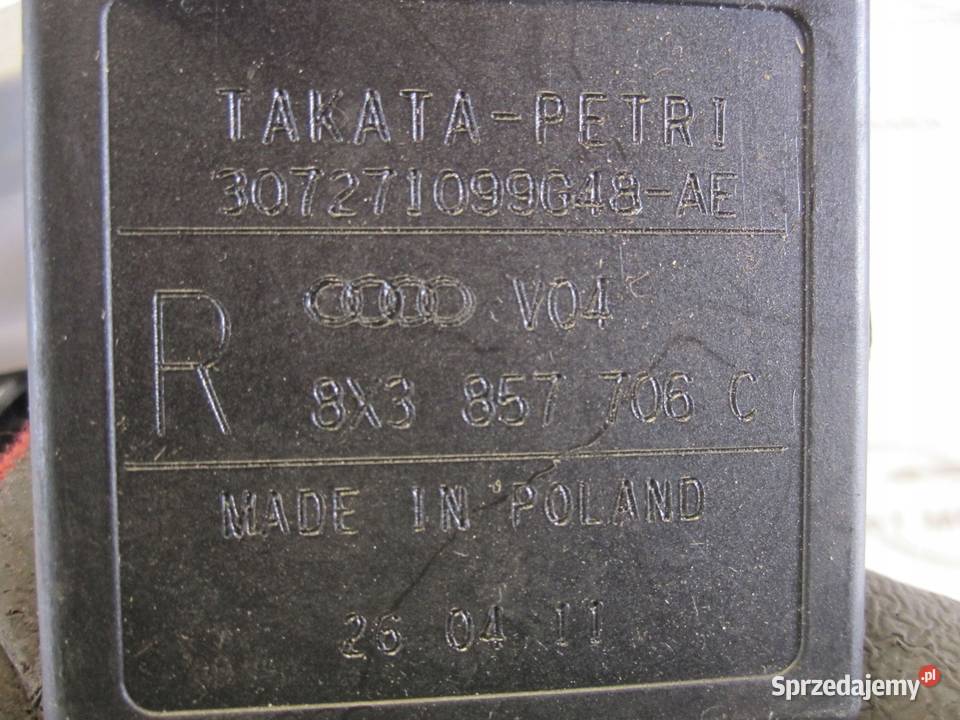 TAKATA-PETRI
307271099G48-AE
R
V04
8X3 857 706 C
MADE IN POLAND
26 04 11
Sprzedajemy.pl